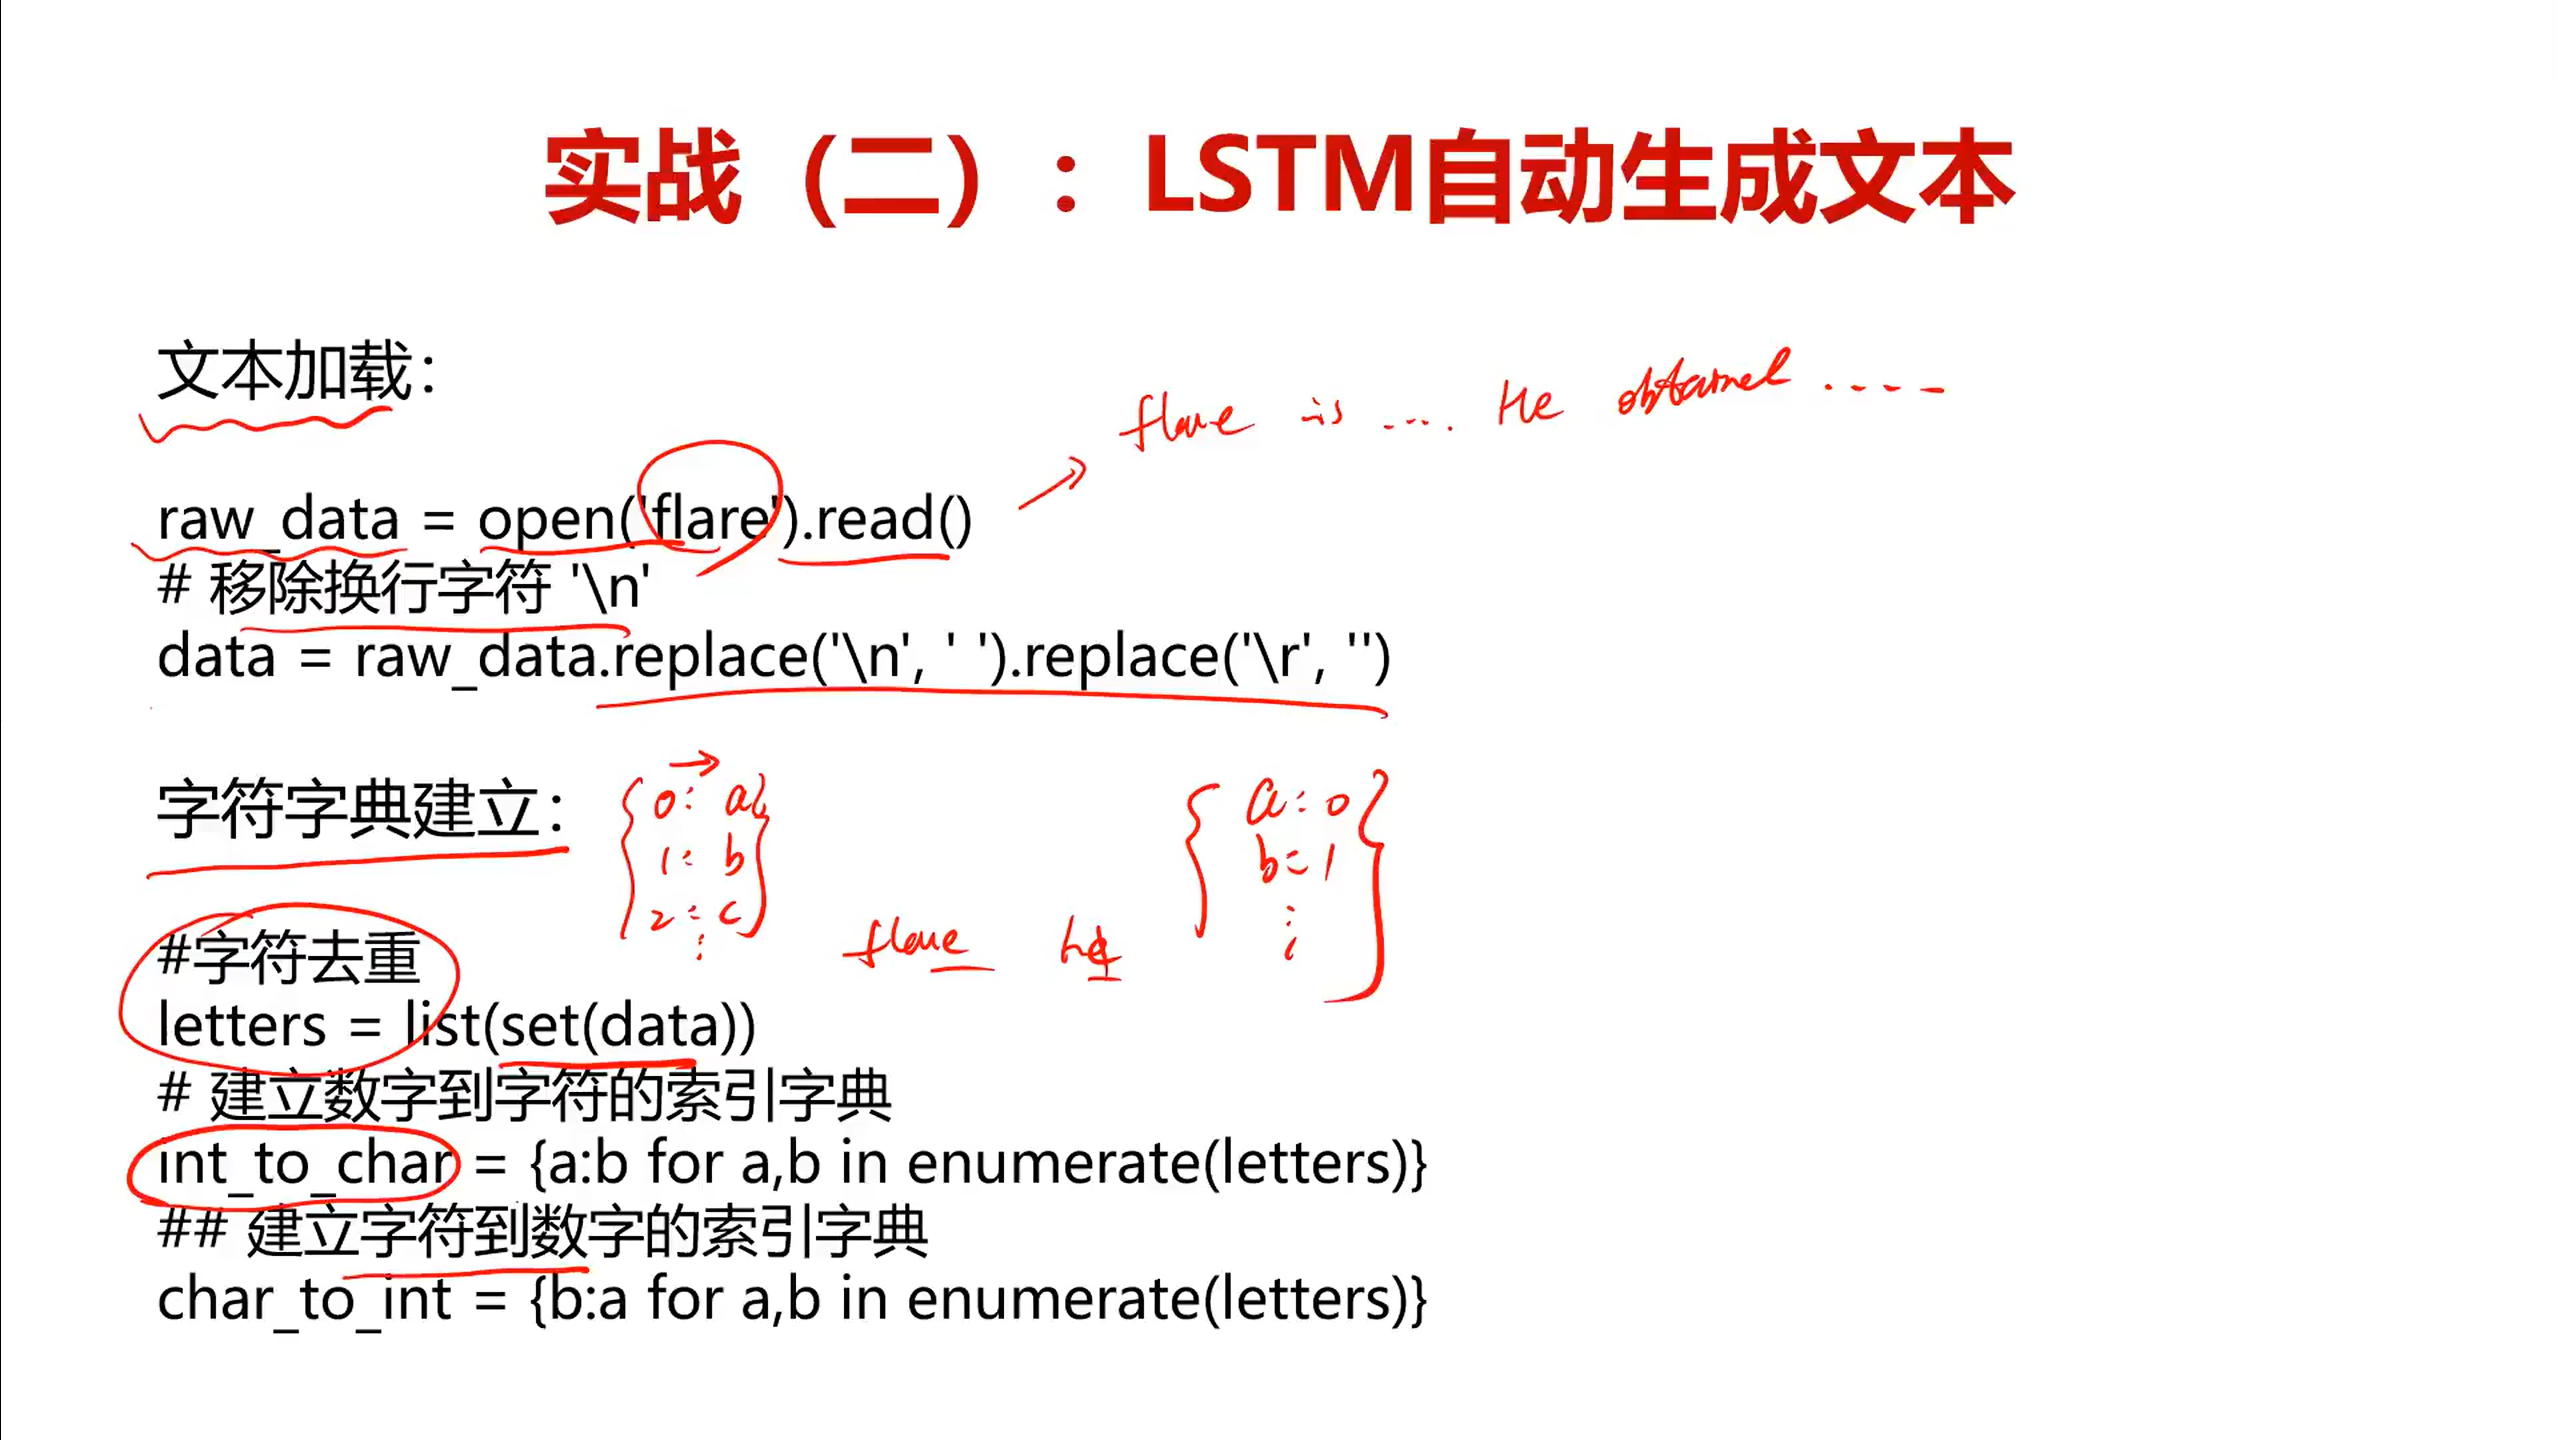 实战（二）：LSTM自动生成文本
文本加载：
flare is .... He obtained ....
raw_data = open('flare').read()
# 移除换行字符 '\n'
data = raw_data.replace('\n', ' ').replace('\r', '')
字符字典建立：
{ 0: a, } { a: 0 }
1: b b: 1
2: c
flare he
#字符去重
letters = list(set(data))
# 建立数字到字符的索引字典
int_to_char = {a:b for a,b in enumerate(letters)}
## 建立字符到数字的索引字典
char_to_int = {b:a for a,b in enumerate(letters)}